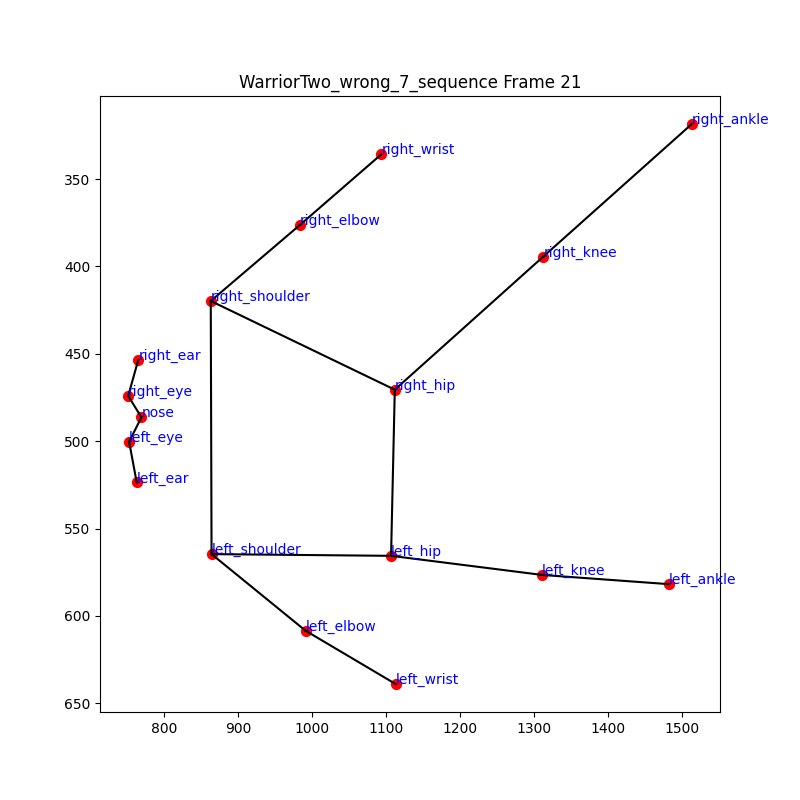 WarriorTwo_wrong_7_sequence Frame 21
right_ankle
right_wrist
right_elbow
right_knee
right_shoulder
right_ear
right_hip
right_eye
nose
left_eye
left_ear
left_shoulder
left_hip
left_knee
left_ankle
left_elbow
left_wrist
350
400
450
500
550
600
650
800
900
1000
1100
1200
1300
1400
1500